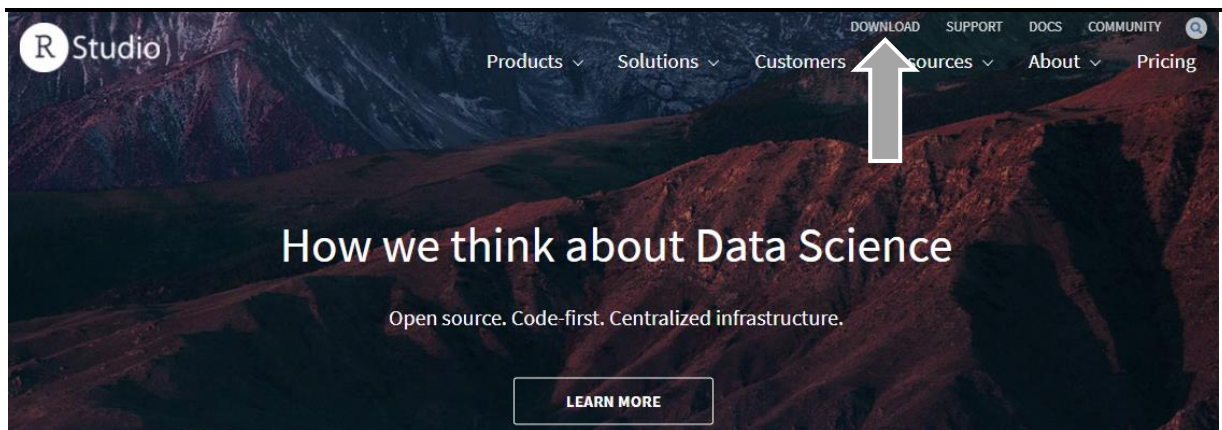 R Studio
DOWNLOAD SUPPORT DOCS COMMUNITY
Products Solutions Customers sources About Pricing
How we think about Data Science
Open source. Code-first. Centralized infrastructure.
LEARN MORE